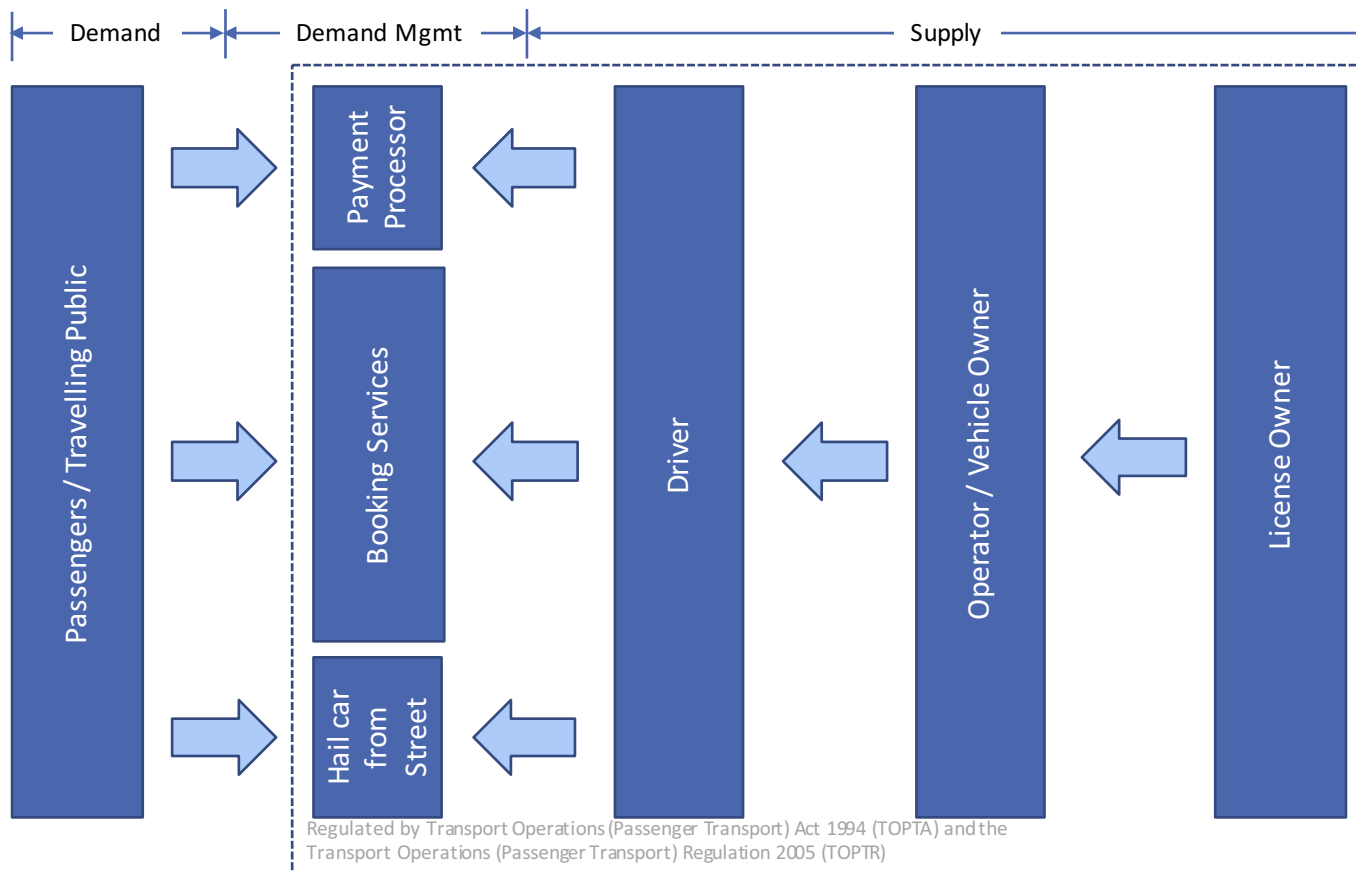 Demand
Demand Mgmt
Supply
Passengers / Travelling Public
Payment
Processor
Booking Services
Hail car
from
Street
Driver
Operator / Vehicle Owner
License Owner
Regulated by Transport Operations (Passenger Transport) Act 1994 (TOPTA) and the
Transport Operations (Passenger Transport) Regulation 2005 (TOPTR)